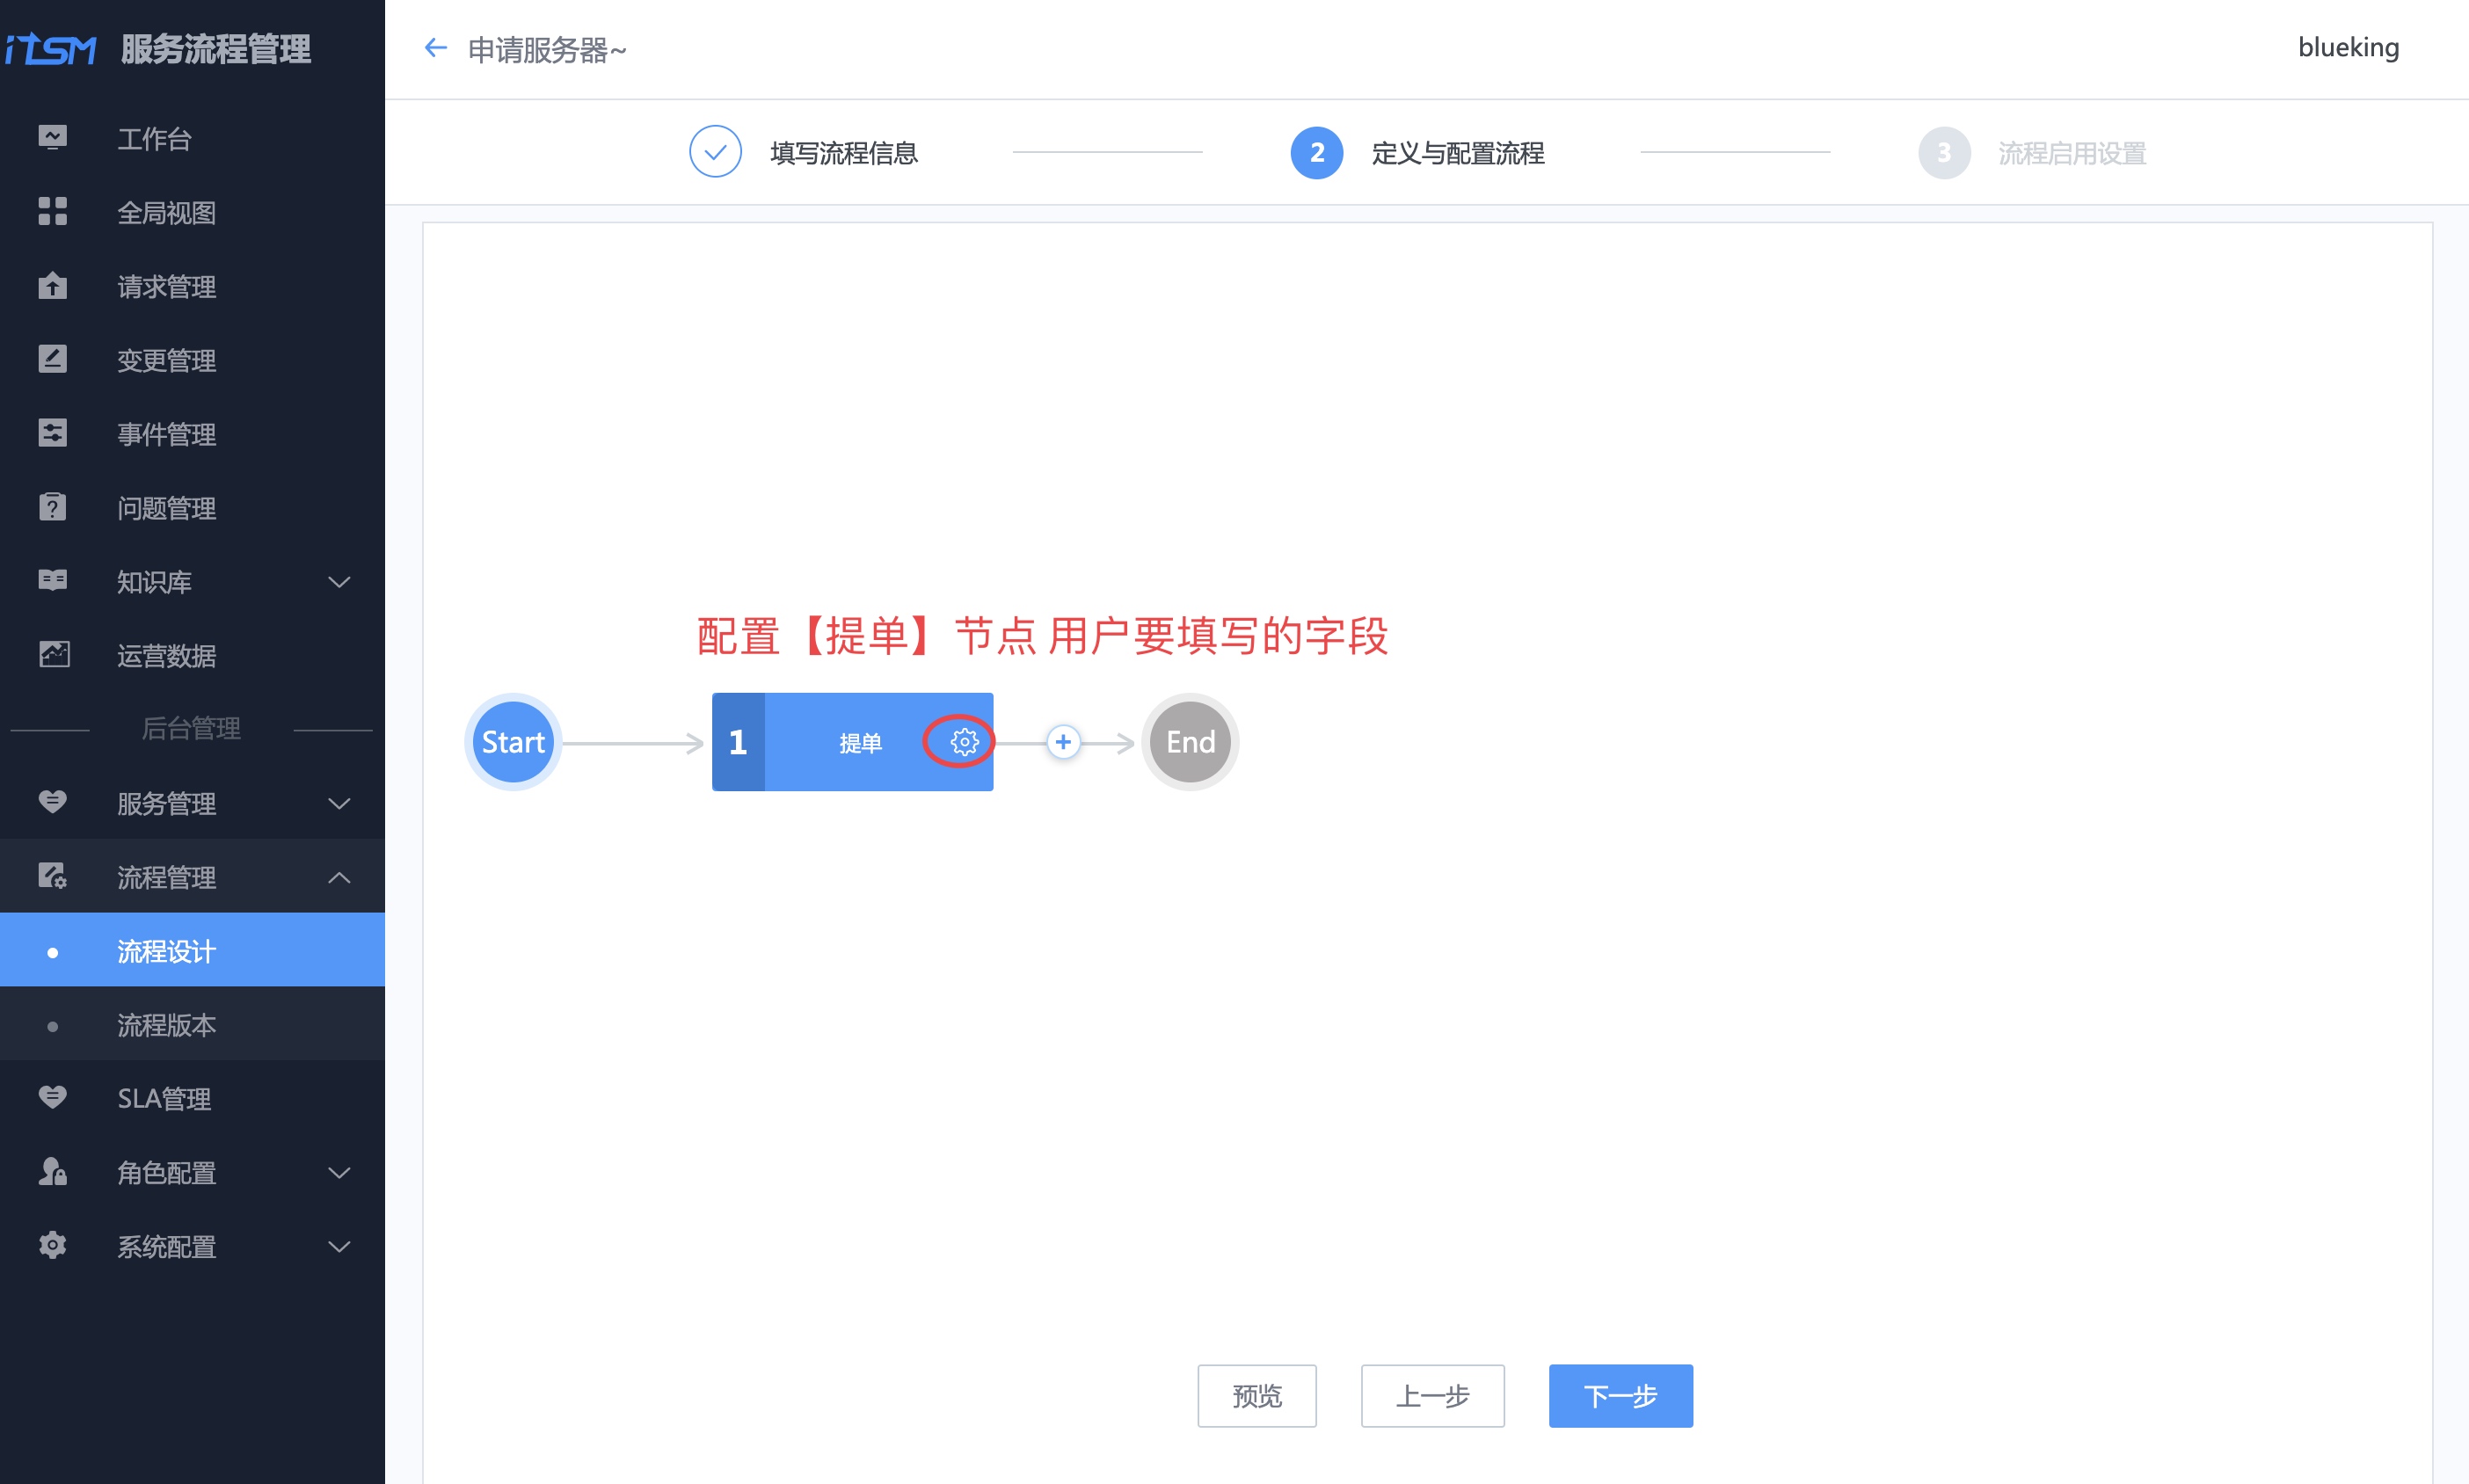 iTSM 服务流程管理
工作台
全局视图
请求管理
变更管理
事件管理
问题管理
知识库
运营数据
后台管理
服务管理
流程管理
流程设计
流程版本
SLA管理
角色配置
系统配置
申请服务器~
blueking
填写流程信息
2 定义与配置流程
3 流程启用设置
配置【提单】节点 用户要填写的字段
Start
1 提单
End
预览
上一步
下一步